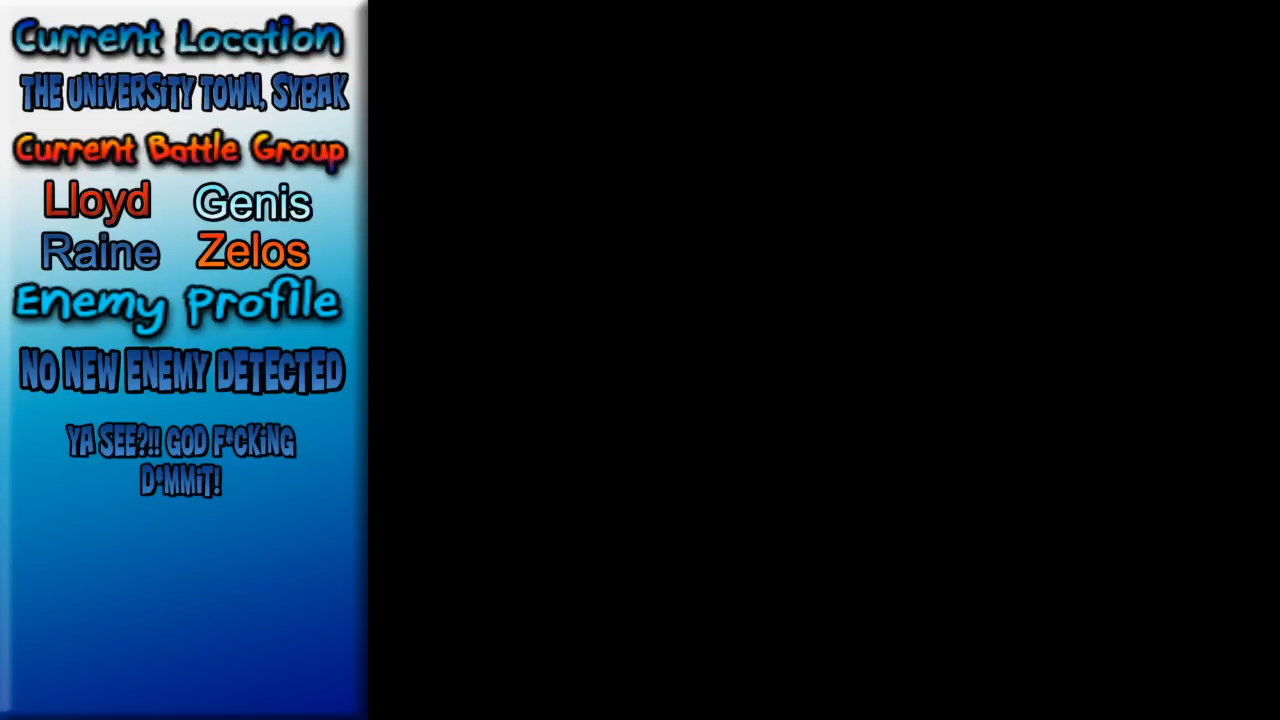 Current Location
THE UNiVERSiTY TOWN, SYBAK
Current Battle Group
Lloyd Genis
Raine Zelos
Enemy Profile
NO NEW ENEMY DETECTED
YA SEE?!! GOD F*CKiNG
D*MMiT!